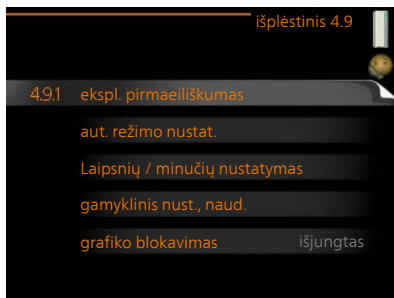 išplėstinis 4.9
4.9.1 ekspl. pirmaeiliškumas
aut. režimo nustat.
Laipsnių / minučių nustatymas
gamyklinis nust., naud.
grafiko blokavimas išjungtas